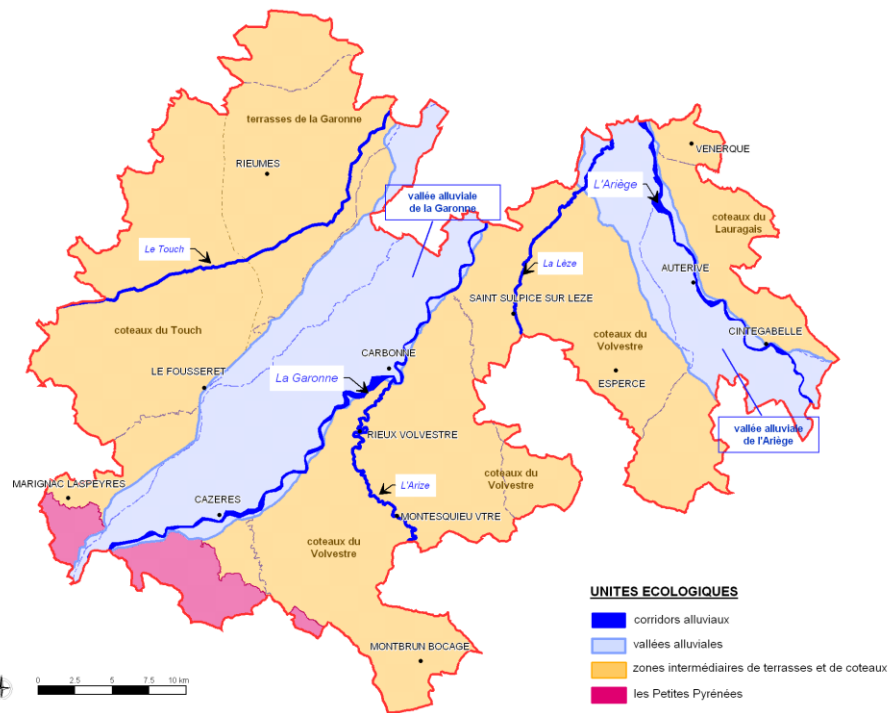 terrasses de la Garonne
RIEUMES
VENERQUE
L'Ariège
vallée alluviale
de la Garonne
coteaux du
Lauragais
Le Touch
La Lèze
AUTERIVE
SAINT SULPICE SUR LEZE
coteaux du Touch
coteaux du
Volvestre
CINTEGABELLE
CARBONNE
LE FOUSSERET
La Garonne
ESPERCE
vallée alluviale
de l'Ariège
RIEUX VOLVESTRE
MARIGNAC LASPEYRES
coteaux du
Volvestre
L'Arize
CAZERES
MONTESQUIEU VTRE
coteaux du
Volvestre
MONTBRUN BOCAGE
UNITES ECOLOGIQUES
corridors alluviaux
vallées alluviales
zones intermédiaires de terrasses et de coteaux
les Petites Pyrénées
0 2.5 5 7.5 10 km